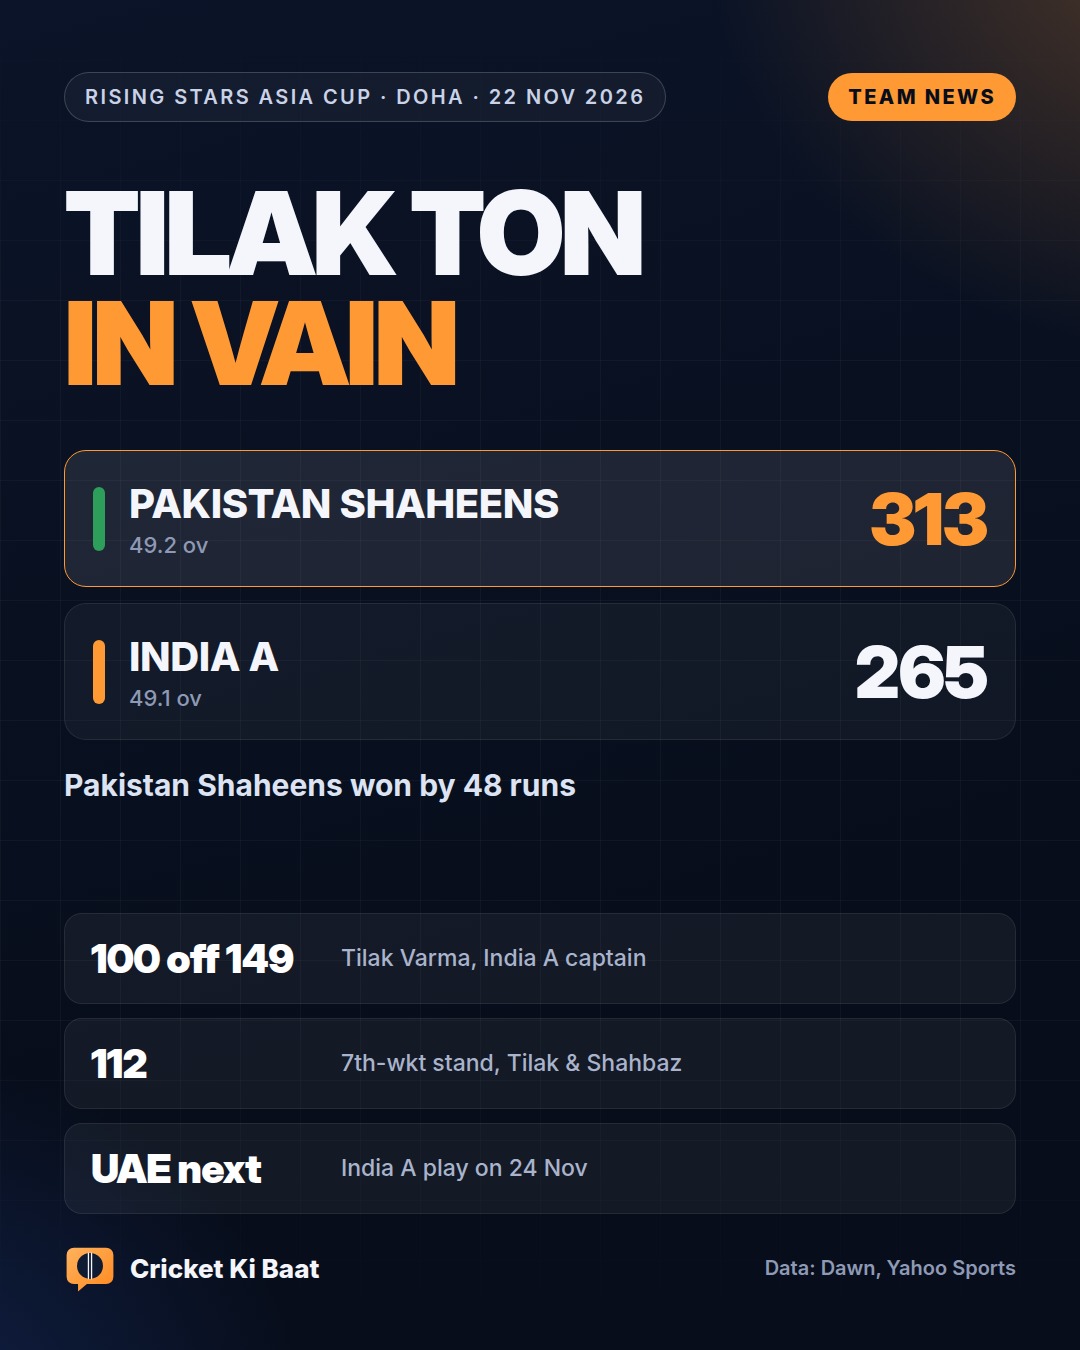 RISING STARS ASIA CUP · DOHA · 22 NOV 2026
TEAM NEWS
TILAK TON
IN VAIN
PAKISTAN SHAHEENS
49.2 ov
313
INDIA A
49.1 ov
265
Pakistan Shaheens won by 48 runs
100 off 149
Tilak Varma, India A captain
112
7th-wkt stand, Tilak & Shahbaz
UAE next
India A play on 24 Nov
Cricket Ki Baat
Data: Dawn, Yahoo Sports